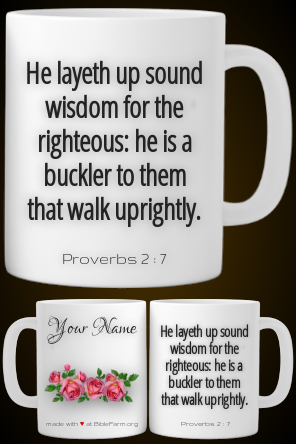 He layeth up sound
wisdom for the
righteous: he is a
buckler to them
that walk uprightly.
Proverbs 2 : 7
Your Name
made with ♥ at BibleFarm.org
He layeth up sound
wisdom for the
righteous: he is a
buckler to them
that walk uprightly.
Proverbs 2 : 7